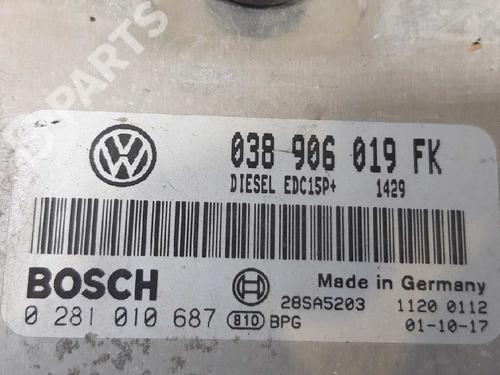 B-PARTS
038 906 019 FK
DIESEL EDC15P+ 1429
BOSCH
Made in Germany
28SA5203 1120 0112
0 281 010 687 810 BPG 01-10-17